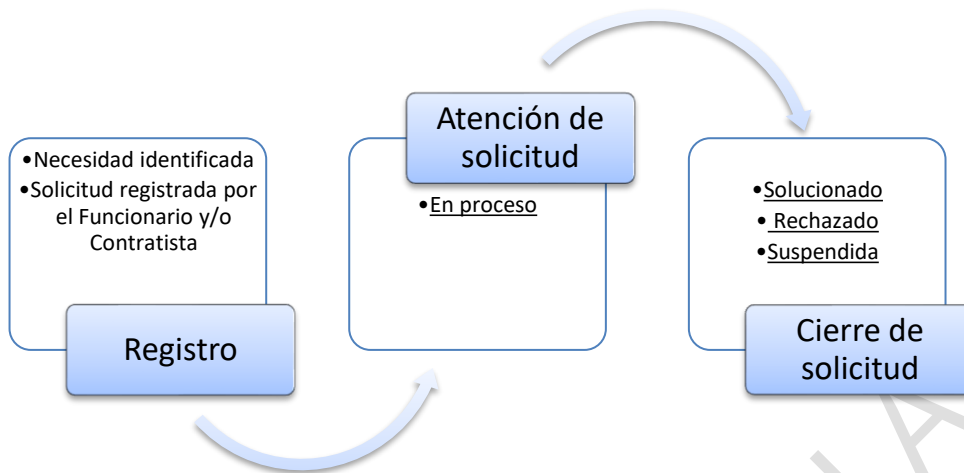 •Necesidad identificada
•Solicitud registrada por
el Funcionario y/o
Contratista
Registro
Atención de
solicitud
•En proceso
•Solucionado
• Rechazado
•Suspendida
Cierre de
solicitud